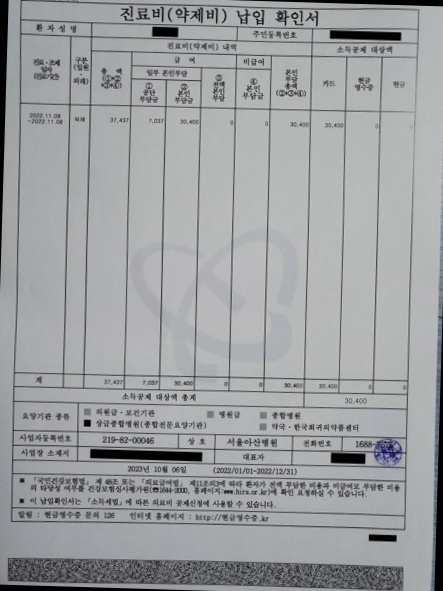 진료비(약제비) 납입 확인서
환 자 성 명 주민등록번호
진료비(약제비) 내역 소득공제 대상액
진료·조제 일자 (진료기간)
구분 (입원·외래)
총 액 (①+② +③+④)
급 여 비급여
일부 본인부담
① 공단 부담금
② 본인 부담금
③ 전액 본인 부담
④ 본인 부담금
본인 부담 총액 (②+③+④)
카드 현금 영수증 현금
2022.11.08 ~2022.11.08 외래 37,437 7,037 30,400 0 0 30,400 30,400 0 0
계 37,437 7,037 30,400 0 0 30,400 30,400 0 0
소득공제 대상액 총계 30,400
요양기관 종류 의원급·보건기관 병원급 종합병원
상급종합병원(종합전문요양기관) 약국·한국희귀의약품센터
사업자등록번호 219-82-00046 상 호 서울아산병원 전화번호 1688-
사업장 소재지 대표자
2023년 10월 06일 (2022/01/01-2022/12/31)
* 「국민건강보험법」 제 48조 또는 「의료급여법」 제11조의3에 따라 환자가 전액 부담한 비용과 비급여로 부담한 비용
의 타당성 여부를 건강보험심사평가원(☎1644-2000, 홈페이지:www.hira.or.kr)에 확인 요청하실 수 있습니다.
* 이 납입확인서는 「소득세법」에 따른 의료비 공제신청에 사용할 수 있습니다.
알림 : 현금영수증 문의 126 인터넷 홈페이지 : http://현금영수증.kr